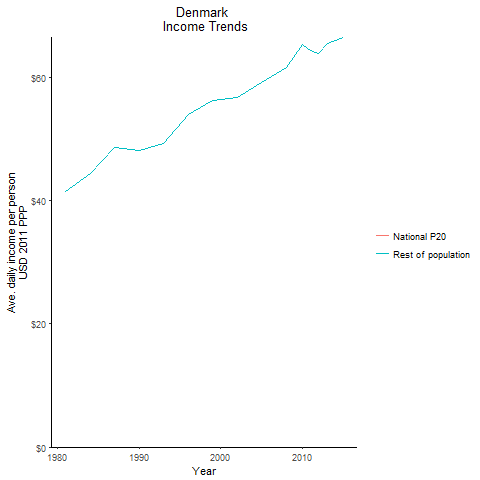 Denmark
Income Trends
Ave. daily income per person
USD 2011 PPP
$60
$40
$20
$0
1980
1990
2000
2010
Year
National P20
Rest of population